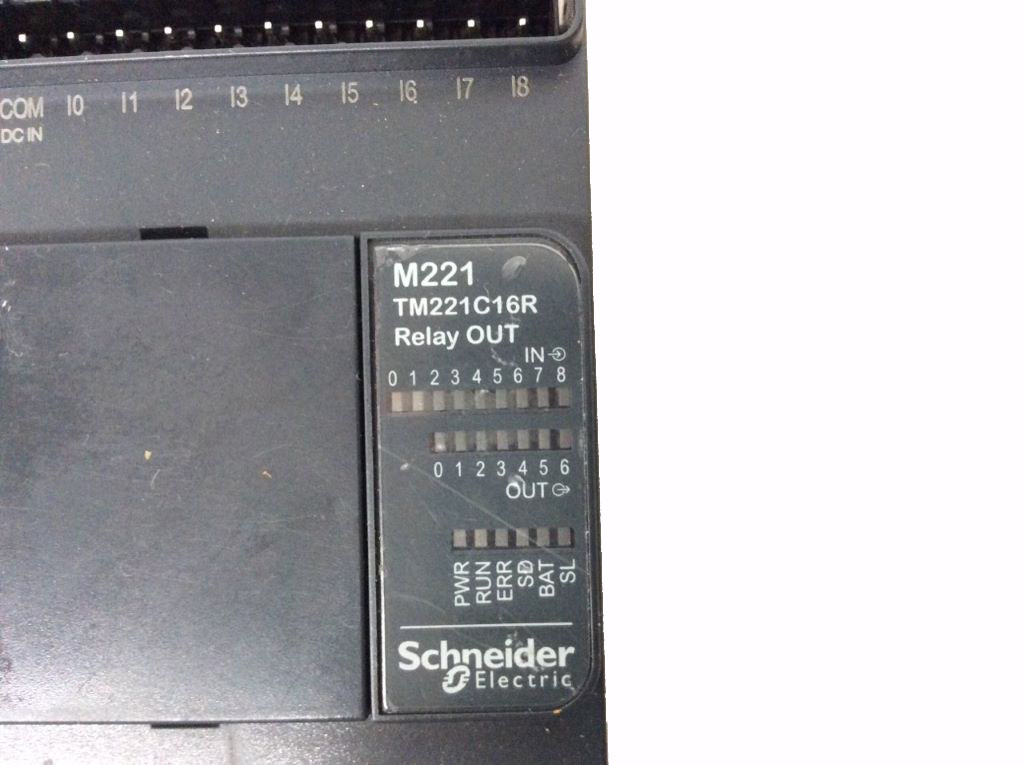 COM I0 I1 I2 I3 I4 I5 I6 I7 I8
DC IN
M221
TM221C16R
Relay OUT
IN
0 1 2 3 4 5 6 7 8
0 1 2 3 4 5 6
OUT
PWR RUN ERR SD BAT SL
Schneider
Electric